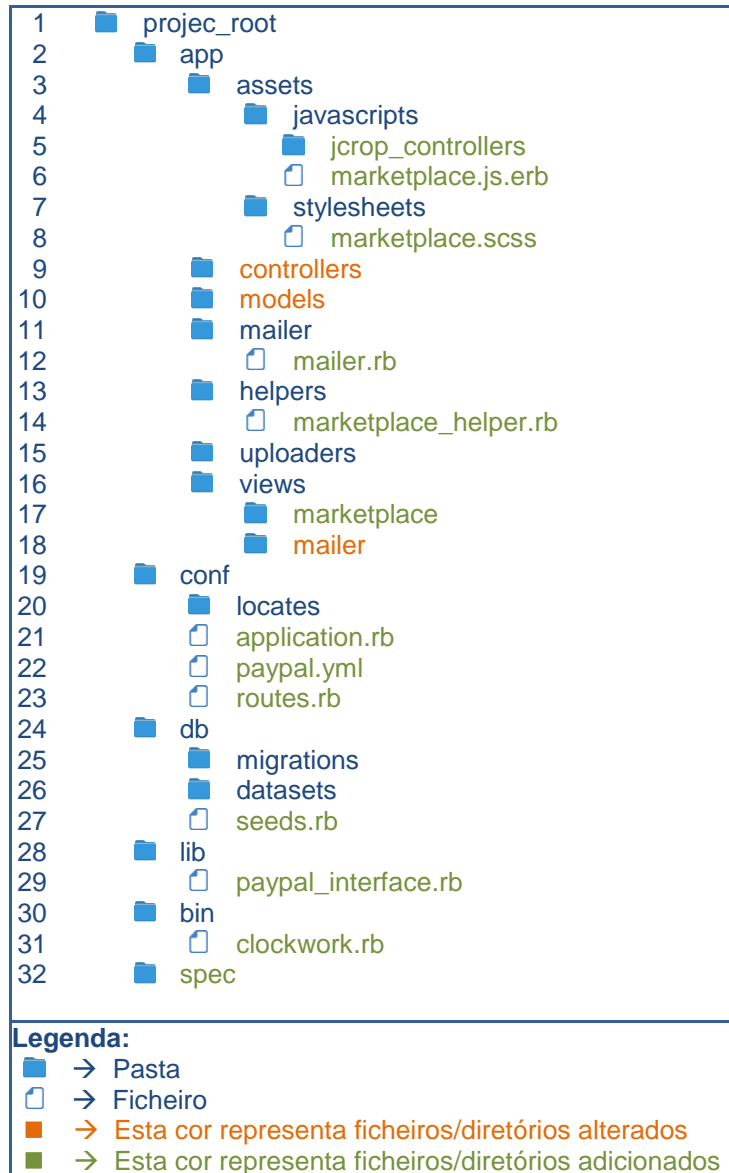 1 projec_root
2 app
3 assets
4 javascripts
5 jcrop_controllers
6 marketplace.js.erb
7 stylesheets
8 marketplace.scss
9 controllers
10 models
11 mailer
12 mailer.rb
13 helpers
14 marketplace_helper.rb
15 uploaders
16 views
17 marketplace
18 mailer
19 conf
20 locates
21 application.rb
22 paypal.yml
23 routes.rb
24 db
25 migrations
26 datasets
27 seeds.rb
28 lib
29 paypal_interface.rb
30 bin
31 clockwork.rb
32 spec
Legenda:
→ Pasta
→ Ficheiro
→ Esta cor representa ficheiros/diretórios alterados
→ Esta cor representa ficheiros/diretórios adicionados